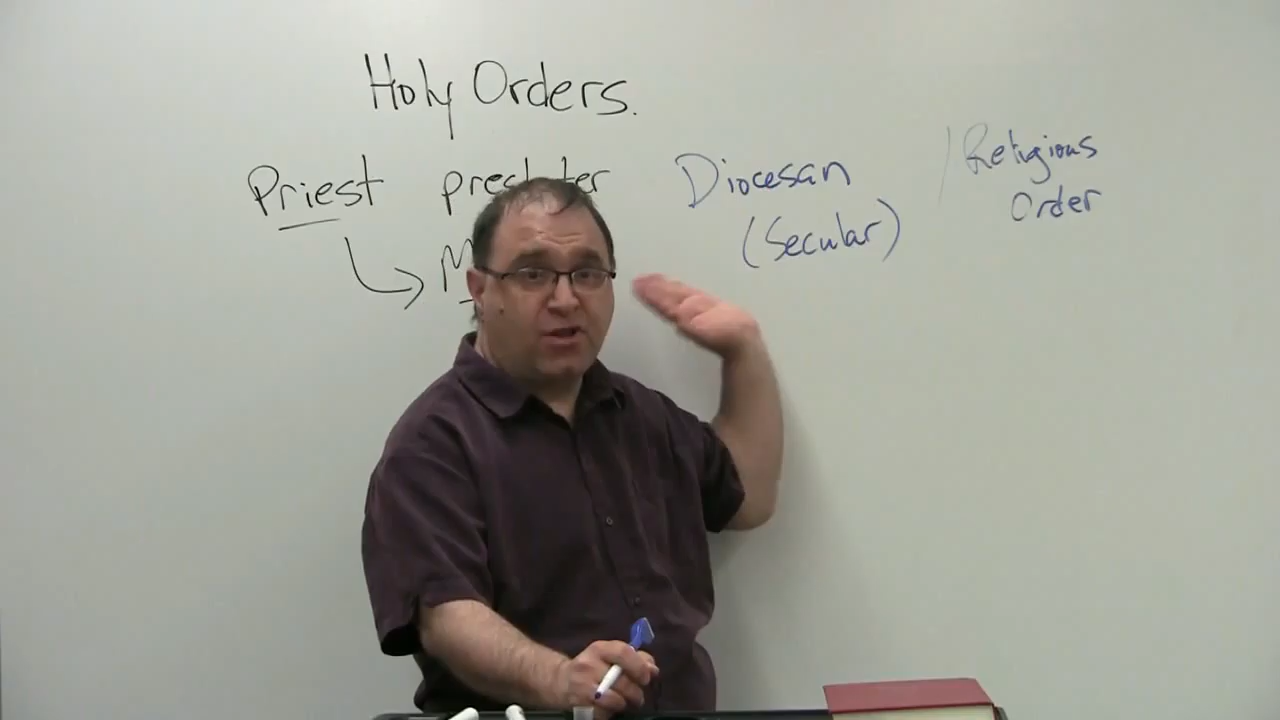 Holy Orders.
Priest
Diocesan / Religious
(Secular) Order